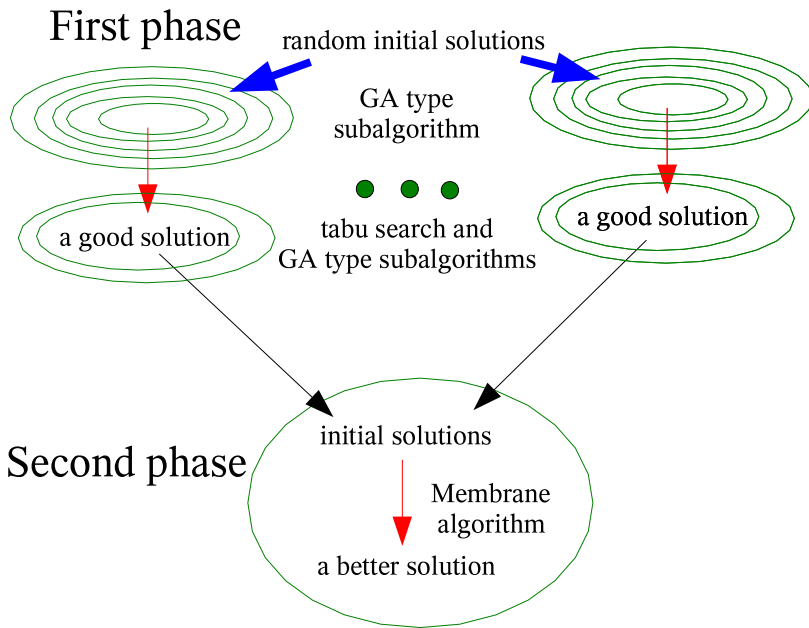 First phase
random initial solutions
GA type
subalgorithm
a good solution
tabu search and
GA type subalgorithms
a good solution
initial solutions
Second phase
Membrane
algorithm
a better solution